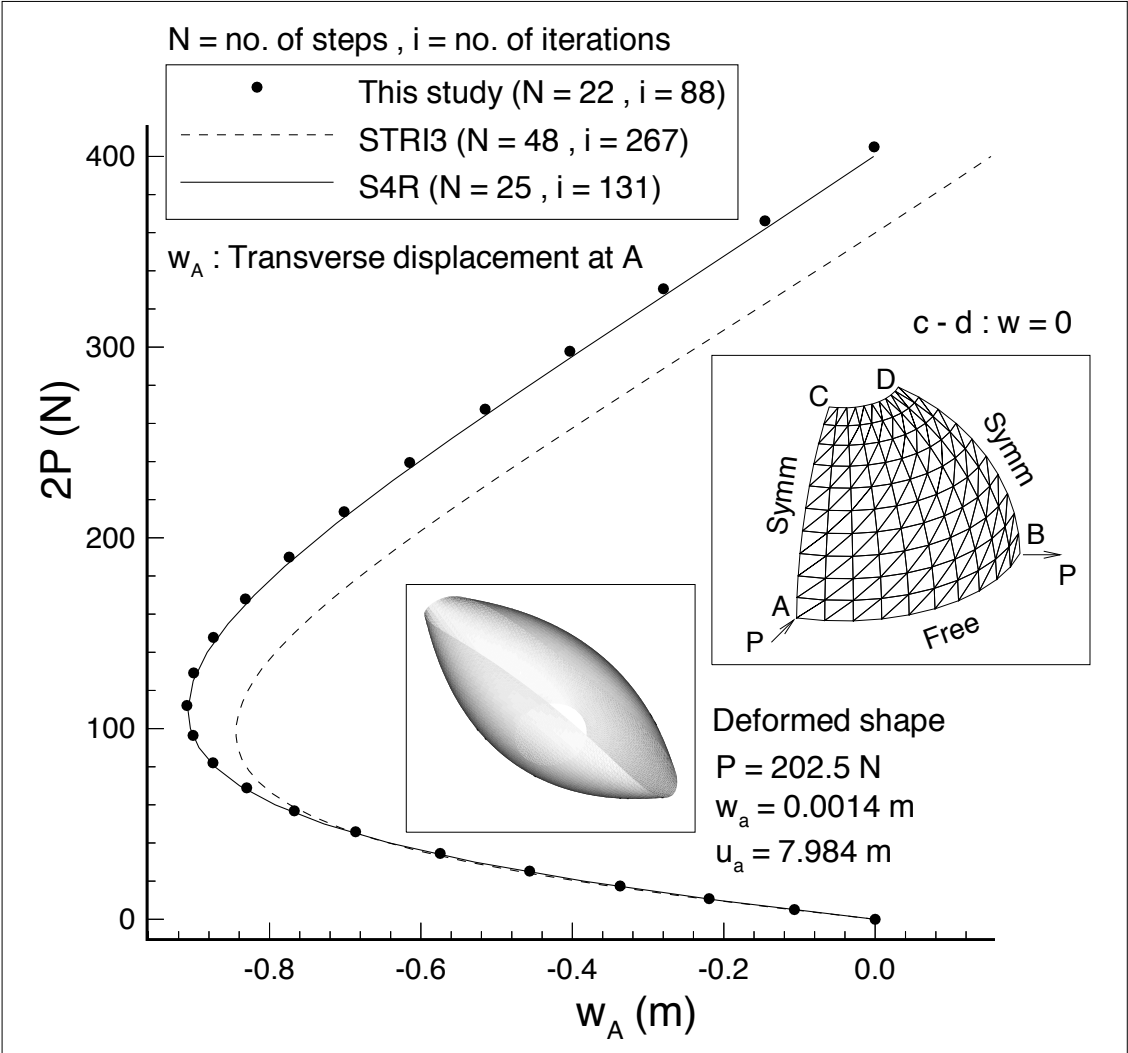 N = no. of steps , i = no. of iterations
This study (N = 22 , i = 88)
STRI3 (N = 48 , i = 267)
S4R (N = 25 , i = 131)
w_A : Transverse displacement at A
c - d : w = 0
C
D
Symm
Symm
A
B
P
P
Free
Deformed shape
P = 202.5 N
w_a = 0.0014 m
u_a = 7.984 m
2P (N)
400
300
200
100
0
-0.8
-0.6
-0.4
-0.2
0.0
w_A (m)